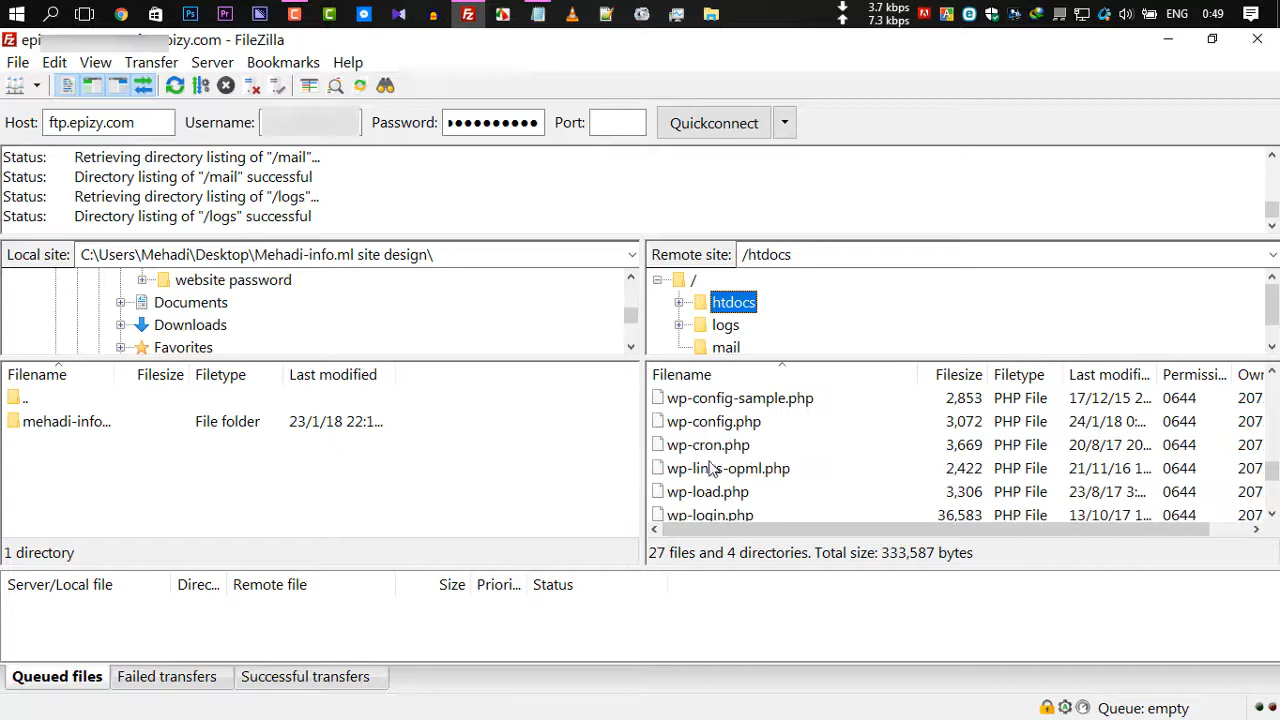 3.7 kbps
7.3 kbps
ENG
0:49
epi
epizy.com - FileZilla
File Edit View Transfer Server Bookmarks Help
Host: ftp.epizy.com Username: Password: ●●●●●●●●●● Port: Quickconnect
Status: Retrieving directory listing of "/mail"...
Status: Directory listing of "/mail" successful
Status: Retrieving directory listing of "/logs"...
Status: Directory listing of "/logs" successful
Local site: C:\Users\Mehadi\Desktop\Mehadi-info.ml site design\
Remote site: /htdocs
website password
Documents
Downloads
Favorites
/
htdocs
logs
mail
Filename Filesize Filetype Last modified
..
mehadi-info... File folder 23/1/18 22:1...
1 directory
Filename Filesize Filetype Last modifi... Permissi... Owr
wp-config-sample.php 2,853 PHP File 17/12/15 2... 0644 207
wp-config.php 3,072 PHP File 24/1/18 0:... 0644 207
wp-cron.php 3,669 PHP File 20/8/17 20... 0644 207
wp-links-opml.php 2,422 PHP File 21/11/16 1... 0644 207
wp-load.php 3,306 PHP File 23/8/17 3:... 0644 207
wp-login.php 36,583 PHP File 13/10/17 1... 0644 207
27 files and 4 directories. Total size: 333,587 bytes
Server/Local file Direc... Remote file Size Priori... Status
Queued files Failed transfers Successful transfers
Queue: empty